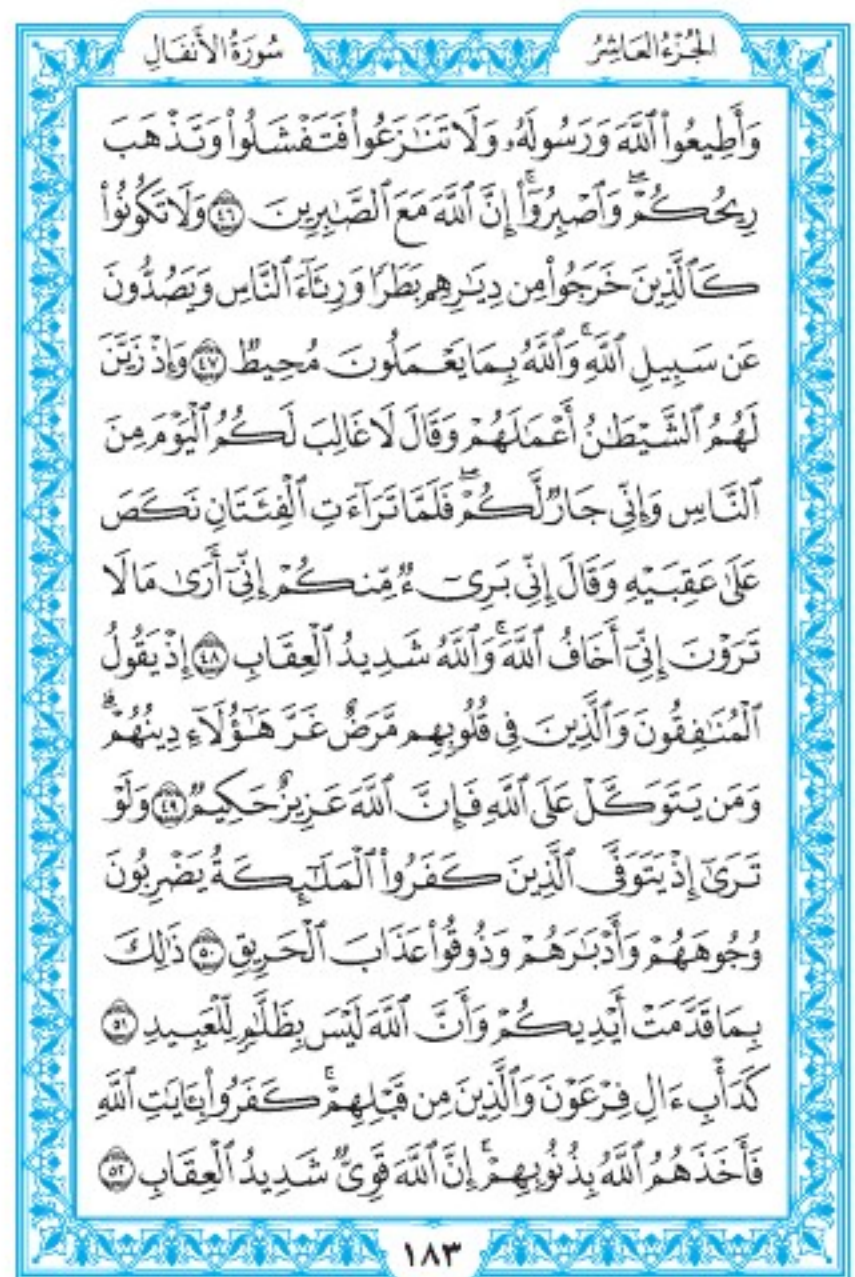 الجُزْءُ العَاشِرُ
سُورَةُ الأَنفَالِ
وَأَطِيعُوا۟ ٱللَّهَ وَرَسُولَهُۥ وَلَا تَنَـٰزَعُوا۟ فَتَفْشَلُوا۟ وَتَذْهَبَ
رِيحُكُمْ ۖ وَٱصْبِرُوٓا۟ ۚ إِنَّ ٱللَّهَ مَعَ ٱلصَّـٰبِرِينَ ٤٦ وَلَا تَكُونُوا۟
كَٱلَّذِينَ خَرَجُوا۟ مِن دِيَـٰرِهِم بَطَرًا وَرِئَآءَ ٱلنَّاسِ وَيَصُدُّونَ
عَن سَبِيلِ ٱللَّهِ ۚ وَٱللَّهُ بِمَا يَعْمَلُونَ مُحِيطٌ ٤٧ وَإِذْ زَيَّنَ
لَهُمُ ٱلشَّيْطَـٰنُ أَعْمَـٰلَهُمْ وَقَالَ لَا غَالِبَ لَكُمُ ٱلْيَوْمَ مِنَ
ٱلنَّاسِ وَإِنِّى جَارٌ لَّكُمْ ۖ فَلَمَّا تَرَآءَتِ ٱلْفِئَتَانِ نَكَصَ
عَلَىٰ عَقِبَيْهِ وَقَالَ إِنِّى بَرِىٓءٌ مِّنكُمْ إِنِّىٓ أَرَىٰ مَا لَا
تَرَوْنَ إِنِّىٓ أَخَافُ ٱللَّهَ ۚ وَٱللَّهُ شَدِيدُ ٱلْعِقَابِ ٤٨ إِذْ يَقُولُ
ٱلْمُنَـٰفِقُونَ وَٱلَّذِينَ فِى قُلُوبِهِم مَّرَضٌ غَرَّ هَـٰٓؤُلَآءِ دِينُهُمْ ۗ
وَمَن يَتَوَكَّلْ عَلَى ٱللَّهِ فَإِنَّ ٱللَّهَ عَزِيزٌ حَكِيمٌ ٤٩ وَلَوْ
تَرَىٰٓ إِذْ يَتَوَفَّى ٱلَّذِينَ كَفَرُوا۟ ٱلْمَلَـٰٓئِكَةُ يَضْرِبُونَ
وُجُوهَهُمْ وَأَدْبَـٰرَهُمْ وَذُوقُوا۟ عَذَابَ ٱلْحَرِيقِ ٥٠ ذَٰلِكَ
بِمَا قَدَّمَتْ أَيْدِيكُمْ وَأَنَّ ٱللَّهَ لَيْسَ بِظَلَّـٰمٍ لِّلْعَبِيدِ ٥١
كَدَأْبِ ءَالِ فِرْعَوْنَ وَٱلَّذِينَ مِن قَبْلِهِمْ ۚ كَفَرُوا۟ بِـَٔايَـٰتِ ٱللَّهِ
فَأَخَذَهُمُ ٱللَّهُ بِذُنُوبِهِمْ ۗ إِنَّ ٱللَّهَ قَوِىٌّ شَدِيدُ ٱلْعِقَابِ ٥٢
١٨٣